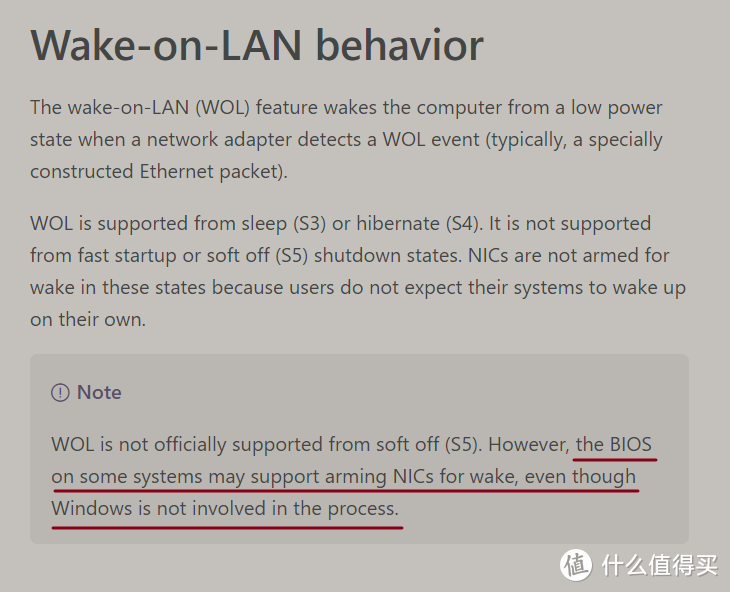 Wake-on-LAN behavior
The wake-on-LAN (WOL) feature wakes the computer from a low power
state when a network adapter detects a WOL event (typically, a specially
constructed Ethernet packet).
WOL is supported from sleep (S3) or hibernate (S4). It is not supported
from fast startup or soft off (S5) shutdown states. NICs are not armed for
wake in these states because users do not expect their systems to wake up
on their own.
Note
WOL is not officially supported from soft off (S5). However, the BIOS
on some systems may support arming NICs for wake, even though
Windows is not involved in the process.
值 什么值得买